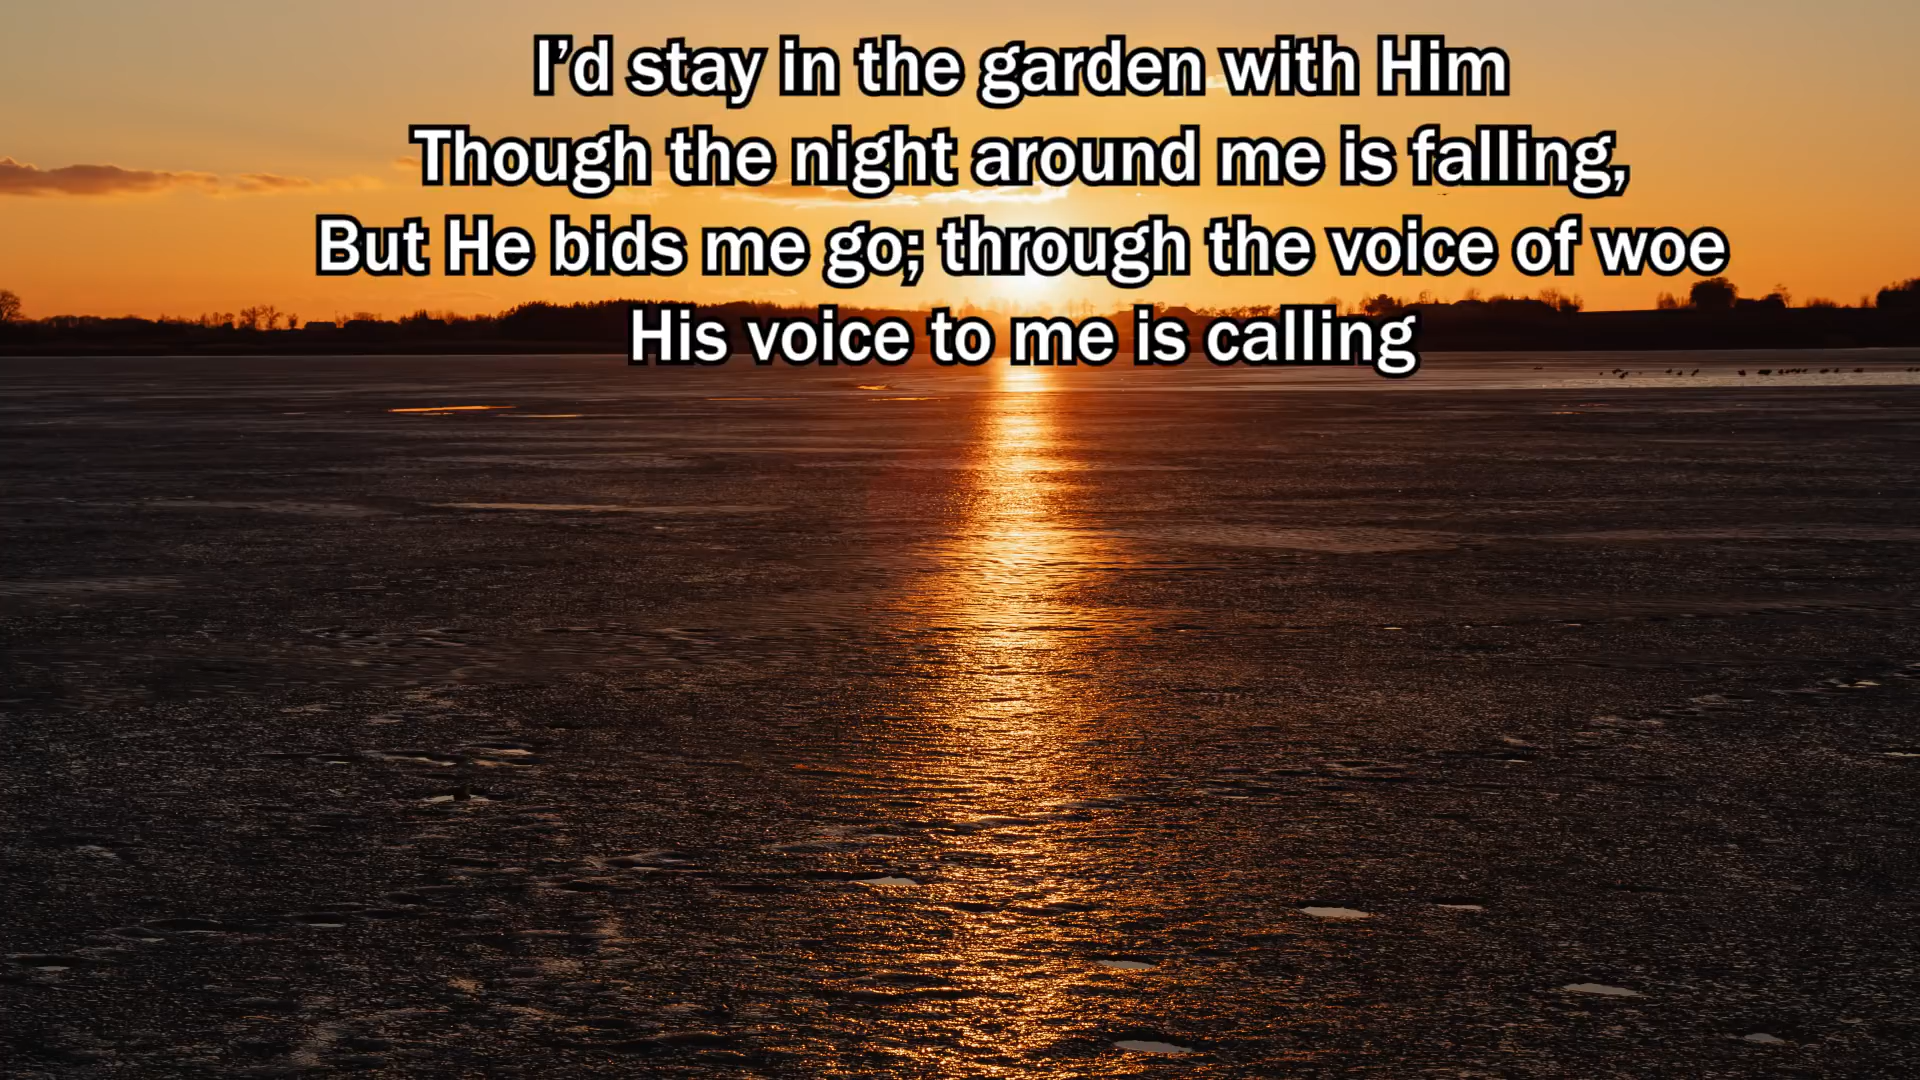 I’d stay in the garden with Him
Though the night around me is falling,
But He bids me go; through the voice of woe
His voice to me is calling